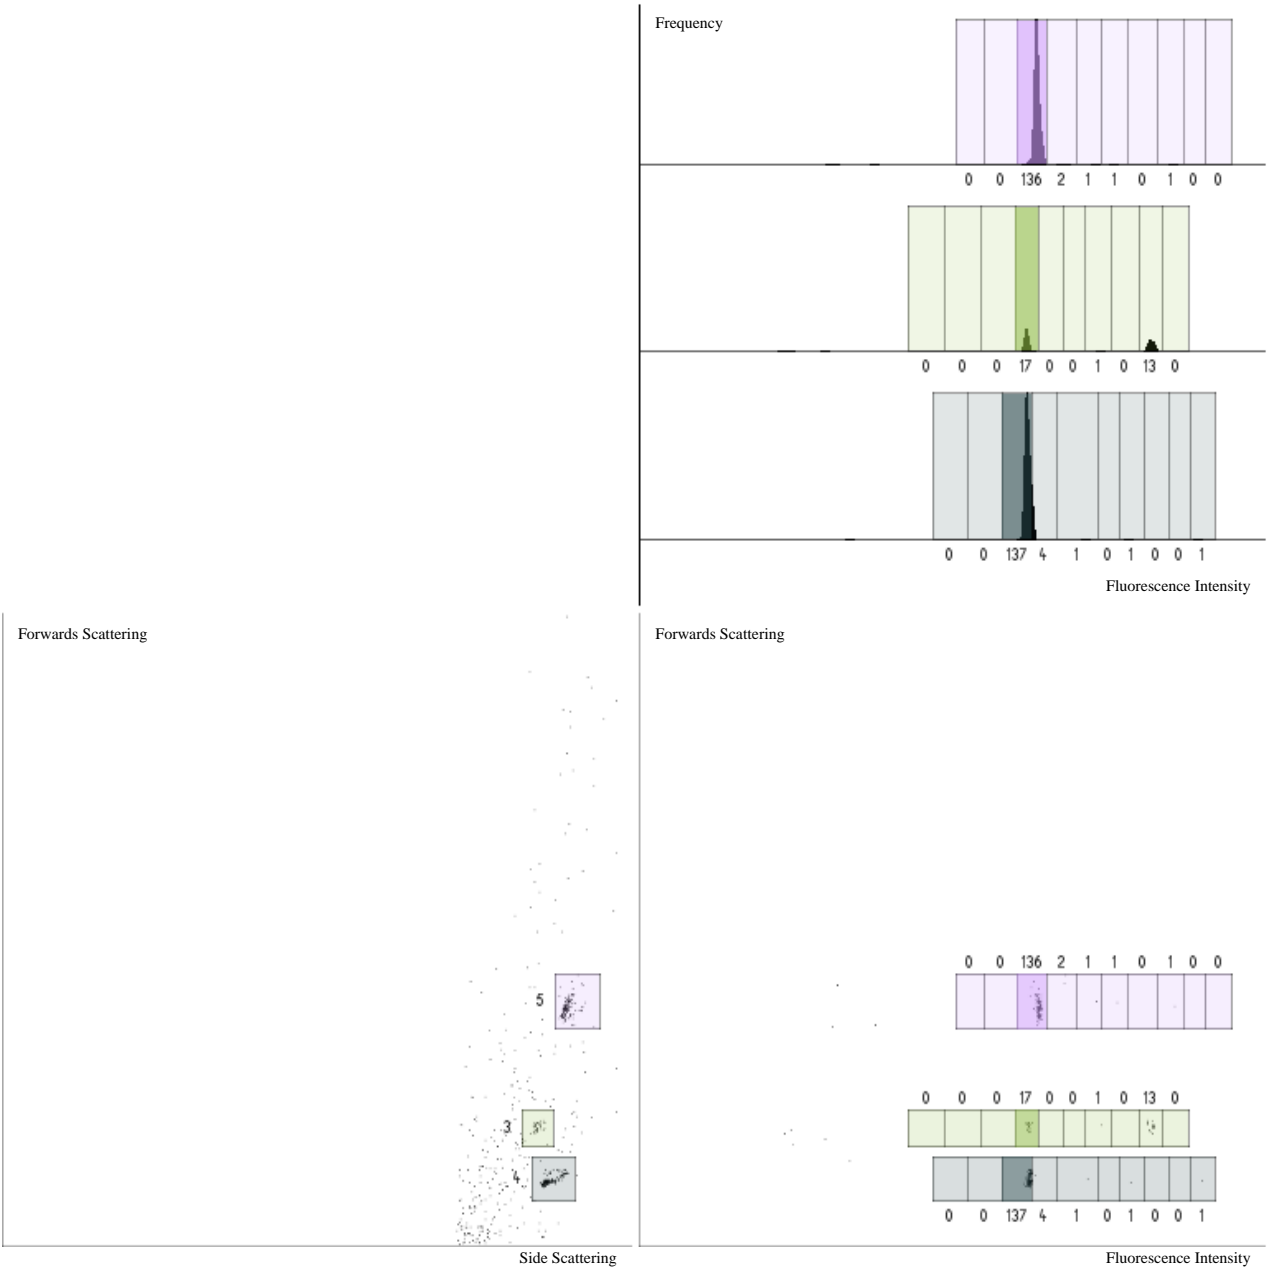 Frequency
0 0 136 2 1 1 0 1 0 0
0 0 0 17 0 0 1 0 13 0
0 0 137 4 1 0 1 0 0 1
Fluorescence Intensity
Forwards Scattering
5
3
4
Side Scattering
Forwards Scattering
0 0 136 2 1 1 0 1 0 0
0 0 0 17 0 0 1 0 13 0
0 0 137 4 1 0 1 0 0 1
Fluorescence Intensity